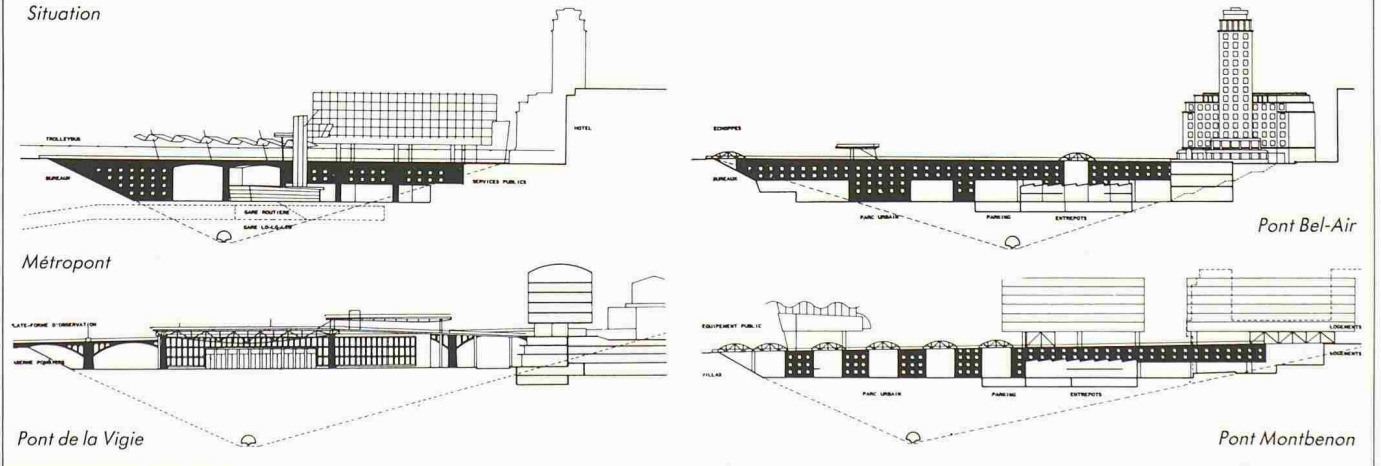 Situation
TROLLEYBUS
HOTEL
BUREAUX
SERVICES PUBLICS
GARE ROUTIERE
GARE
Métropont
ECHOPPES
BUREAUX
PARC URBAIN
PARKING
ENTREPOTS
Pont Bel-Air
PLATE-FORME D'OBSERVATION
Pont de la Vigie
EQUIPEMENT PUBLIC
LOGEMENTS
LOGEMENTS
VILLAS
PARC URBAIN
PARKING
ENTREPOTS
Pont Montbenon